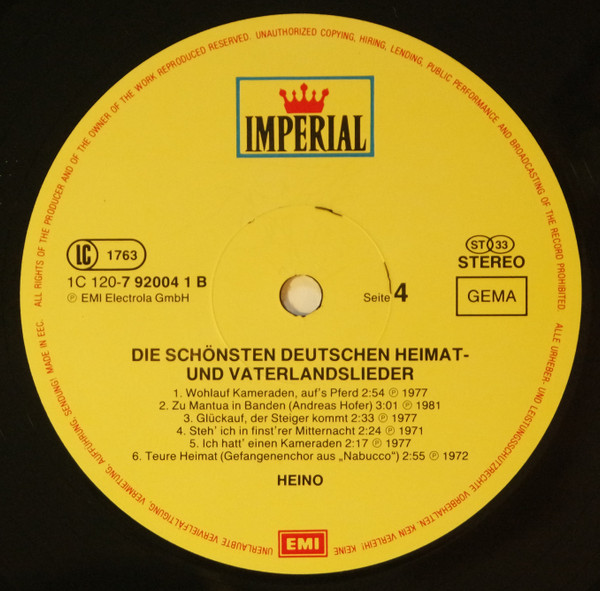 ALL RIGHTS OF THE PRODUCER AND OF THE OWNER OF THE WORK REPRODUCED RESERVED. UNAUTHORIZED COPYING, HIRING, LENDING, PUBLIC PERFORMANCE AND BROADCASTING OF THE RECORD PROHIBITED.
IMPERIAL
LC 1763
1C 120-7 92004 1 B
℗ EMI Electrola GmbH
Seite 4
ST 33
STEREO
GEMA
DIE SCHÖNSTEN DEUTSCHEN HEIMAT-
UND VATERLANDSLIEDER
1. Wohlauf Kameraden, auf's Pferd 2:54 ℗ 1977
2. Zu Mantua in Banden (Andreas Hofer) 3:01 ℗ 1981
3. Glückauf, der Steiger kommt 2:33 ℗ 1977
4. Steh' ich in finst'rer Mitternacht 2:24 ℗ 1971
5. Ich hatt' einen Kameraden 2:17 ℗ 1977
6. Teure Heimat (Gefangenenchor aus „Nabucco") 2:55 ℗ 1972
HEINO
EMI
ALLE URHEBER- UND LEISTUNGSSCHUTZRECHTE VORBEHALTEN. KEIN VERLEIH! KEINE
UNERLAUBTE VERVIELFÄLTIGUNG, VERMIETUNG, AUFFÜHRUNG, SENDUNG! MADE IN EEC.